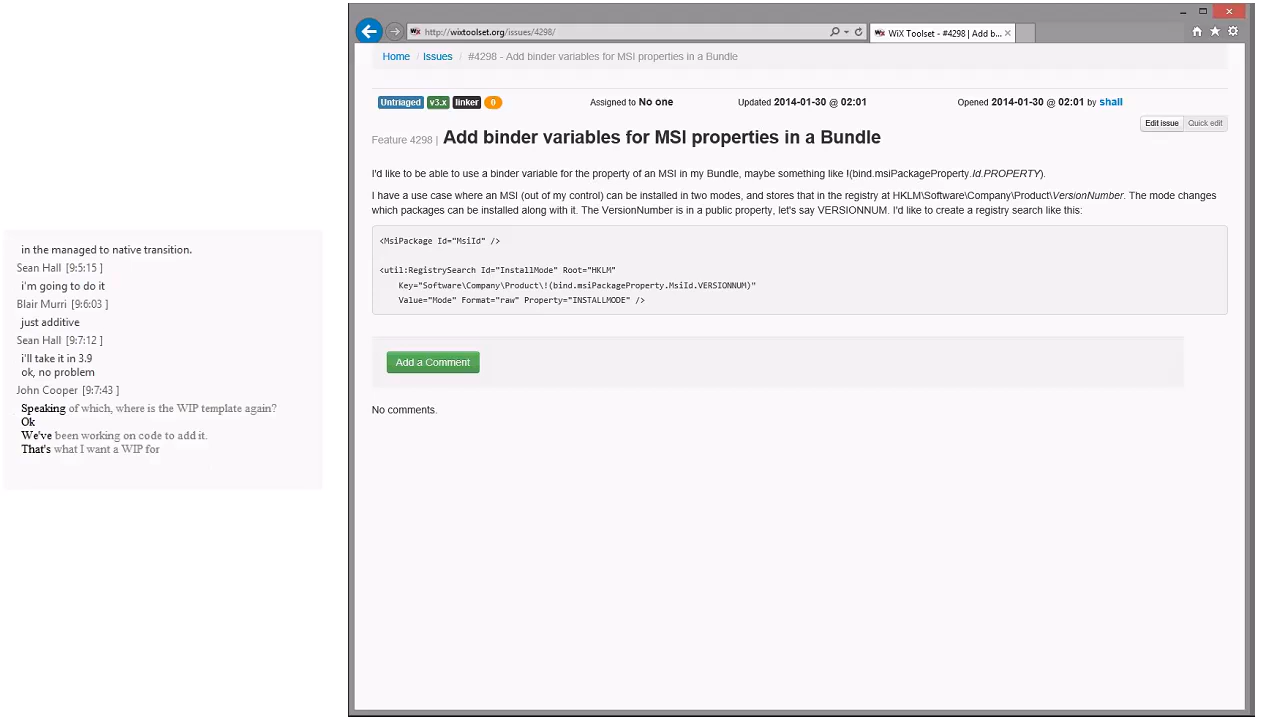 in the managed to native transition.
Sean Hall [9:5:15 ]
i'm going to do it
Blair Murri [9:6:03 ]
just additive
Sean Hall [9:7:12 ]
i'll take it in 3.9
ok, no problem
John Cooper [9:7:43 ]
Speaking of which, where is the WIP template again?
Ok
We've been working on code to add it.
That's what I want a WIP for
http://wixtoolset.org/issues/4298/
WiX Toolset - #4298 | Add b...
Home / Issues / #4298 - Add binder variables for MSI properties in a Bundle
Untriaged v3.x linker 0 Assigned to No one Updated 2014-01-30 @ 02:01 Opened 2014-01-30 @ 02:01 by shall
Edit issue Quick edit
Feature 4298 | Add binder variables for MSI properties in a Bundle
I'd like to be able to use a binder variable for the property of an MSI in my Bundle, maybe something like !(bind.msiPackageProperty.Id.PROPERTY).
I have a use case where an MSI (out of my control) can be installed in two modes, and stores that in the registry at HKLM\Software\Company\Product\VersionNumber. The mode changes
which packages can be installed along with it. The VersionNumber is in a public property, let's say VERSIONNUM. I'd like to create a registry search like this:
<MsiPackage Id="MsiId" />
<util:RegistrySearch Id="InstallMode" Root="HKLM"
Key="Software\Company\Product\!(bind.msiPackageProperty.MsiId.VERSIONNUM)"
Value="Mode" Format="raw" Property="INSTALLMODE" />
Add a Comment
No comments.